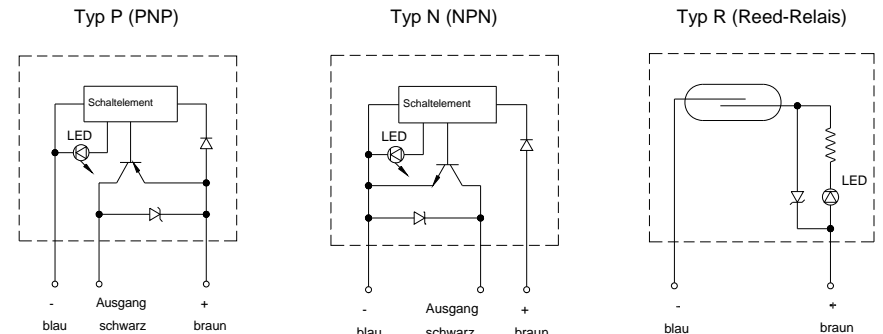 Typ P (PNP)
Schaltelement
LED
-
Ausgang
+
blau
schwarz
braun
Typ N (NPN)
Schaltelement
LED
-
Ausgang
+
blau
schwarz
braun
Typ R (Reed-Relais)
LED
-
+
blau
braun